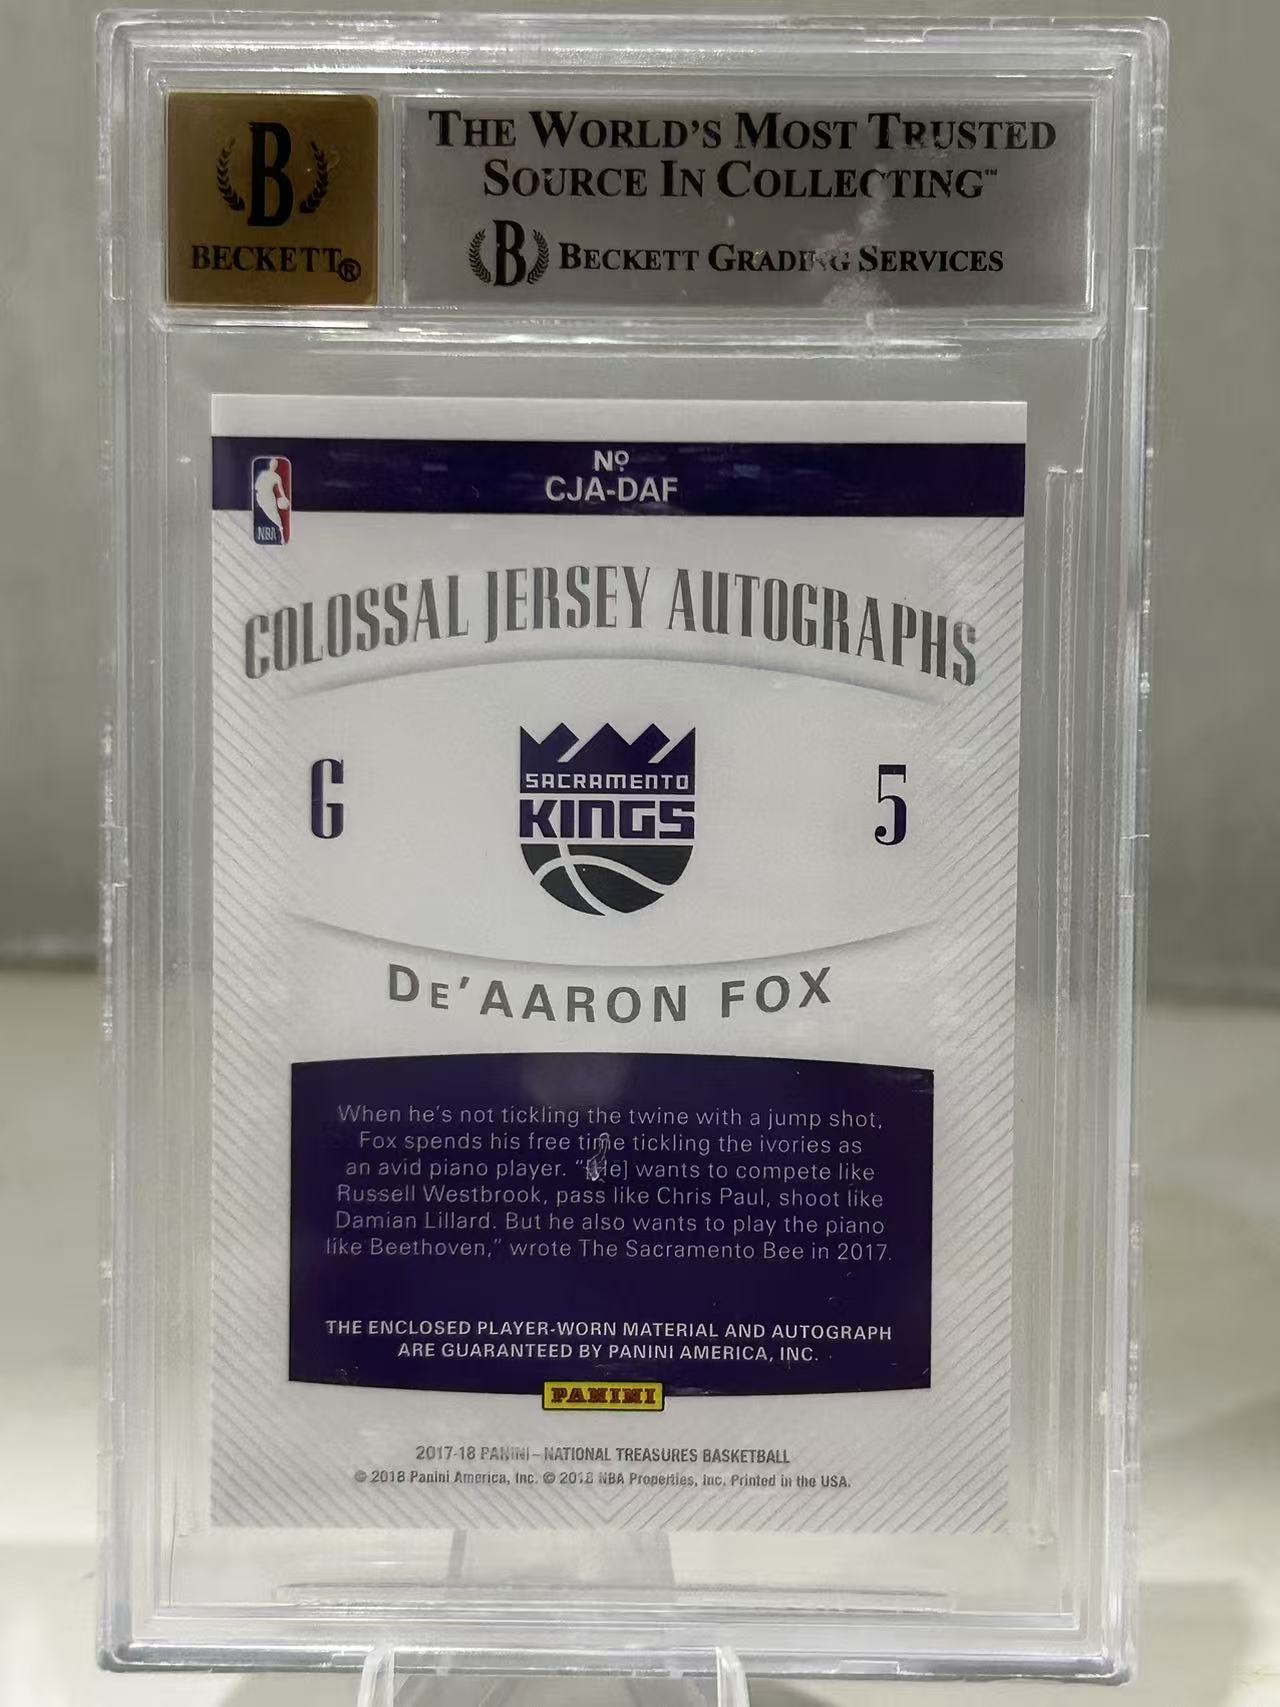 B
BECKETT®
THE WORLD'S MOST TRUSTED
SOURCE IN COLLECTING™
B BECKETT GRADING SERVICES
Nº
CJA-DAF
NBA
COLOSSAL JERSEY AUTOGRAPHS
G
5
SACRAMENTO
KINGS
DE'AARON FOX
When he's not tickling the twine with a jump shot,
Fox spends his free time tickling the ivories as
an avid piano player. "[He] wants to compete like
Russell Westbrook, pass like Chris Paul, shoot like
Damian Lillard. But he also wants to play the piano
like Beethoven," wrote The Sacramento Bee in 2017.
THE ENCLOSED PLAYER-WORN MATERIAL AND AUTOGRAPH
ARE GUARANTEED BY PANINI AMERICA, INC.
PANINI
2017-18 PANINI – NATIONAL TREASURES BASKETBALL
© 2018 Panini America, Inc. © 2018 NBA Properties, Inc. Printed in the USA.